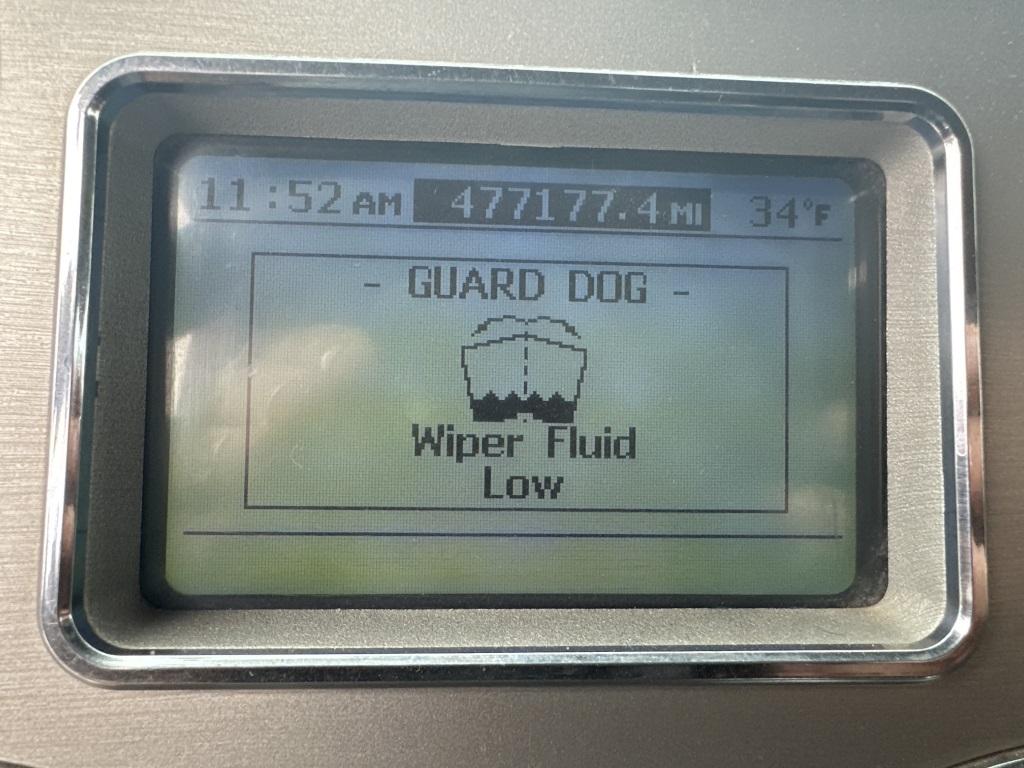 11:52 AM 477177.4 MI 34°F
- GUARD DOG -
Wiper Fluid
Low